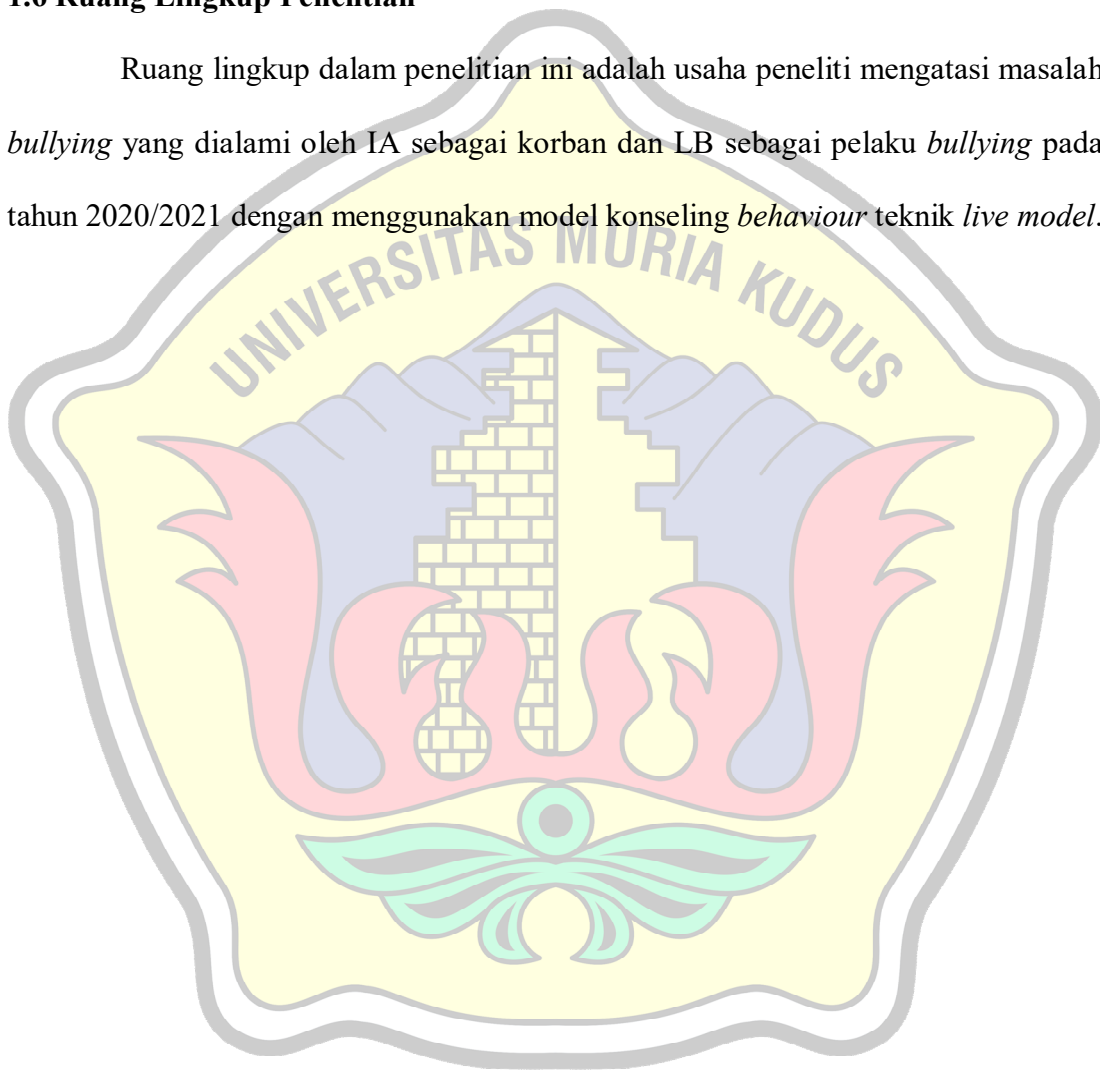 1.6 Ruang Lingkup Penelitian
Ruang lingkup dalam penelitian ini adalah usaha peneliti mengatasi masalah
bullying yang dialami oleh IA sebagai korban dan LB sebagai pelaku bullying pada
tahun 2020/2021 dengan menggunakan model konseling behaviour teknik live model.
UNIVERSITAS MURIA KUDUS